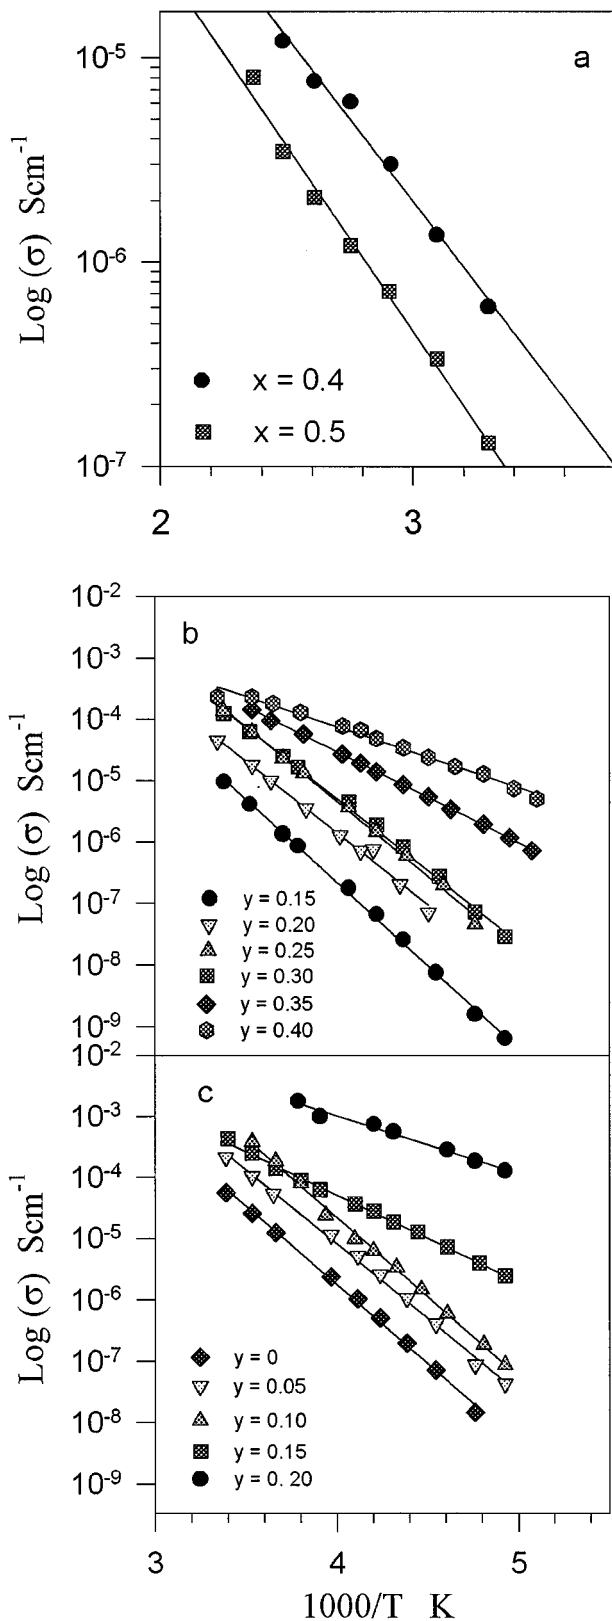 a
10⁻⁵
10⁻⁶
10⁻⁷
Log (σ) Scm⁻¹
x = 0.4
x = 0.5
2 3
b
10⁻²
10⁻³
10⁻⁴
10⁻⁵
10⁻⁶
10⁻⁷
10⁻⁸
10⁻⁹
Log (σ) Scm⁻¹
y = 0.15
y = 0.20
y = 0.25
y = 0.30
y = 0.35
y = 0.40
c
10⁻²
10⁻³
10⁻⁴
10⁻⁵
10⁻⁶
10⁻⁷
10⁻⁸
10⁻⁹
Log (σ) Scm⁻¹
y = 0
y = 0.05
y = 0.10
y = 0.15
y = 0. 20
3 4 5
1000/T K